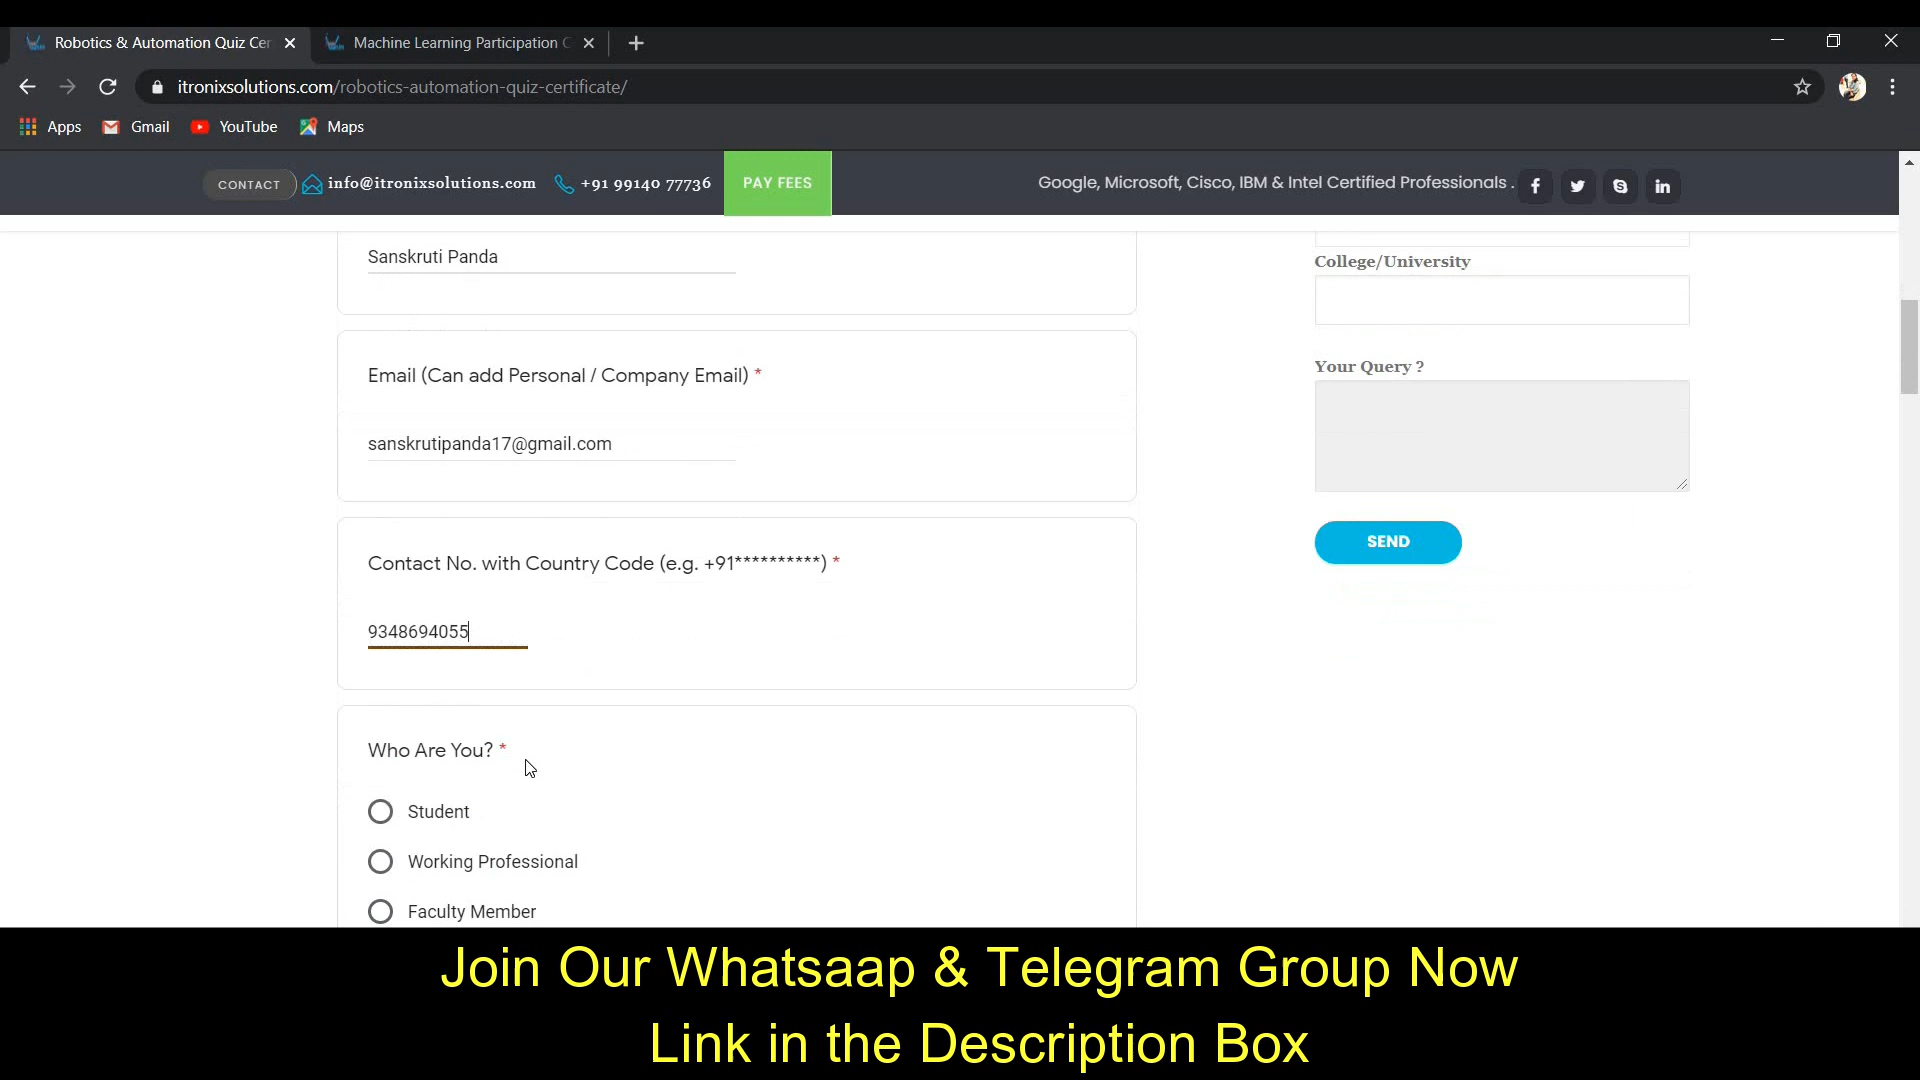 Robotics & Automation Quiz Cer
Machine Learning Participation C
itronixsolutions.com/robotics-automation-quiz-certificate/
Apps
Gmail
YouTube
Maps
CONTACT
info@itronixsolutions.com
+91 99140 77736
PAY FEES
Google, Microsoft, Cisco, IBM & Intel Certified Professionals .
Sanskruti Panda
Email (Can add Personal / Company Email) *
sanskrutipanda17@gmail.com
Contact No. with Country Code (e.g. +91**********) *
9348694055
Who Are You? *
Student
Working Professional
Faculty Member
College/University
Your Query ?
SEND
Join Our Whatsaap & Telegram Group Now
Link in the Description Box